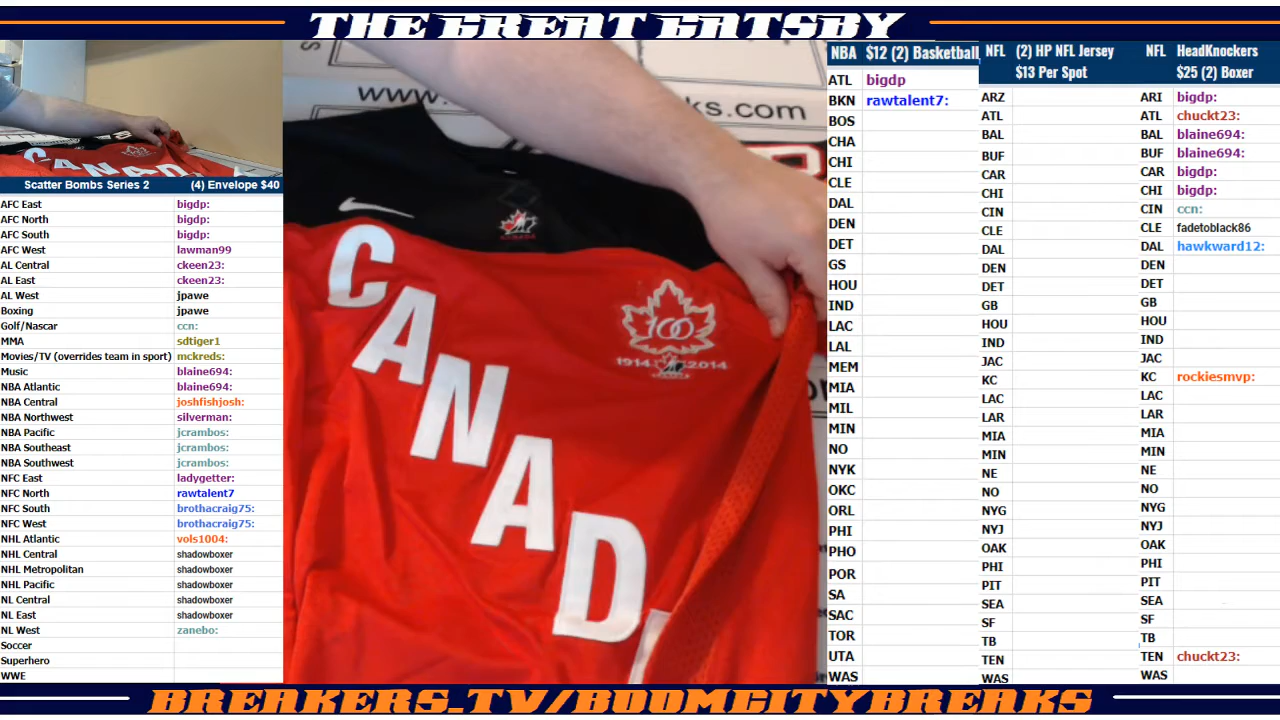 THE GREAT GATSBY
Scatter Bombs Series 2 (4) Envelope $40
AFC East bigdp:
AFC North bigdp:
AFC South bigdp:
AFC West lawman99
AL Central ckeen23:
AL East ckeen23:
AL West jpawe
Boxing jpawe
Golf/Nascar ccn:
MMA sdtiger1
Movies/TV (overrides team in sport) mckreds:
Music blaine694:
NBA Atlantic blaine694:
NBA Central joshfishjosh:
NBA Northwest silverman:
NBA Pacific jcrambos:
NBA Southeast jcrambos:
NBA Southwest jcrambos:
NFC East ladygetter:
NFC North rawtalent7
NFC South brothacraig75:
NFC West brothacraig75:
NHL Atlantic vols1004:
NHL Central shadowboxer
NHL Metropolitan shadowboxer
NHL Pacific shadowboxer
NL Central shadowboxer
NL East shadowboxer
NL West zanebo:
Soccer
Superhero
WWE
www. ks.com
CANAD
100
1914 2014
CANAD
NBA $12 (2) Basketball
ATL bigdp
BKN rawtalent7:
BOS
CHA
CHI
CLE
DAL
DEN
DET
GS
HOU
IND
LAC
LAL
MEM
MIA
MIL
MIN
NO
NYK
OKC
ORL
PHI
PHO
POR
SA
SAC
TOR
UTA
WAS
NFL (2) HP NFL Jersey
$13 Per Spot
ARZ
ATL
BAL
BUF
CAR
CHI
CIN
CLE
DAL
DEN
DET
GB
HOU
IND
JAC
KC
LAC
LAR
MIA
MIN
NE
NO
NYG
NYJ
OAK
PHI
PIT
SEA
SF
TB
TEN
WAS
NFL HeadKnockers
$25 (2) Boxer
ARI bigdp:
ATL chuckt23:
BAL blaine694:
BUF blaine694:
CAR bigdp:
CHI bigdp:
CIN ccn:
CLE fadetoblack86
DAL hawkward12:
DEN
DET
GB
HOU
IND
JAC
KC rockiesmvp:
LAC
LAR
MIA
MIN
NE
NO
NYG
NYJ
OAK
PHI
PIT
SEA
SF
TB
TEN chuckt23:
WAS
BREAKERS.TV/BOOMCITYBREAKS